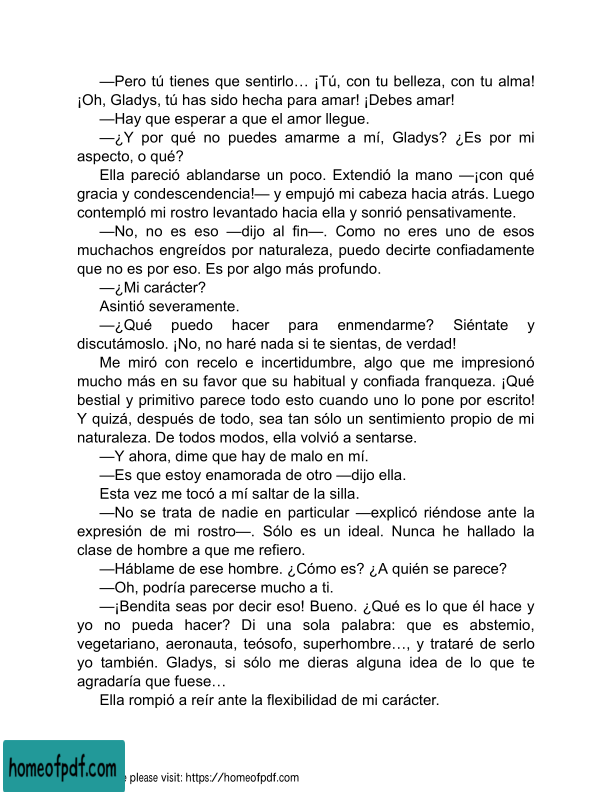 —Pero tú tienes que sentirlo… ¡Tú, con tu belleza, con tu alma!
¡Oh, Gladys, tú has sido hecha para amar! ¡Debes amar!
—Hay que esperar a que el amor llegue.
—¿Y por qué no puedes amarme a mí, Gladys? ¿Es por mi
aspecto, o qué?
Ella pareció ablandarse un poco. Extendió la mano —¡con qué
gracia y condescendencia!— y empujó mi cabeza hacia atrás. Luego
contempló mi rostro levantado hacia ella y sonrió pensativamente.
—No, no es eso —dijo al fin—. Como no eres uno de esos
muchachos engreídos por naturaleza, puedo decirte confiadamente
que no es por eso. Es por algo más profundo.
—¿Mi carácter?
Asintió severamente.
—¿Qué puedo hacer para enmendarme? Siéntate y
discutámoslo. ¡No, no haré nada si te sientas, de verdad!
Me miró con recelo e incertidumbre, algo que me impresionó
mucho más en su favor que su habitual y confiada franqueza. ¡Qué
bestial y primitivo parece todo esto cuando uno lo pone por escrito!
Y quizá, después de todo, sea tan sólo un sentimiento propio de mi
naturaleza. De todos modos, ella volvió a sentarse.
—Y ahora, dime que hay de malo en mí.
—Es que estoy enamorada de otro —dijo ella.
Esta vez me tocó a mí saltar de la silla.
—No se trata de nadie en particular —explicó riéndose ante la
expresión de mi rostro—. Sólo es un ideal. Nunca he hallado la
clase de hombre a que me refiero.
—Háblame de ese hombre. ¿Cómo es? ¿A quién se parece?
—Oh, podría parecerse mucho a ti.
—¡Bendita seas por decir eso! Bueno. ¿Qué es lo que él hace y
yo no pueda hacer? Di una sola palabra: que es abstemio,
vegetariano, aeronauta, teósofo, superhombre…, y trataré de serlo
yo también. Gladys, si sólo me dieras alguna idea de lo que te
agradaría que fuese…
Ella rompió a reír ante la flexibilidad de mi carácter.
homeofpdf.com
please visit: https://homeofpdf.com